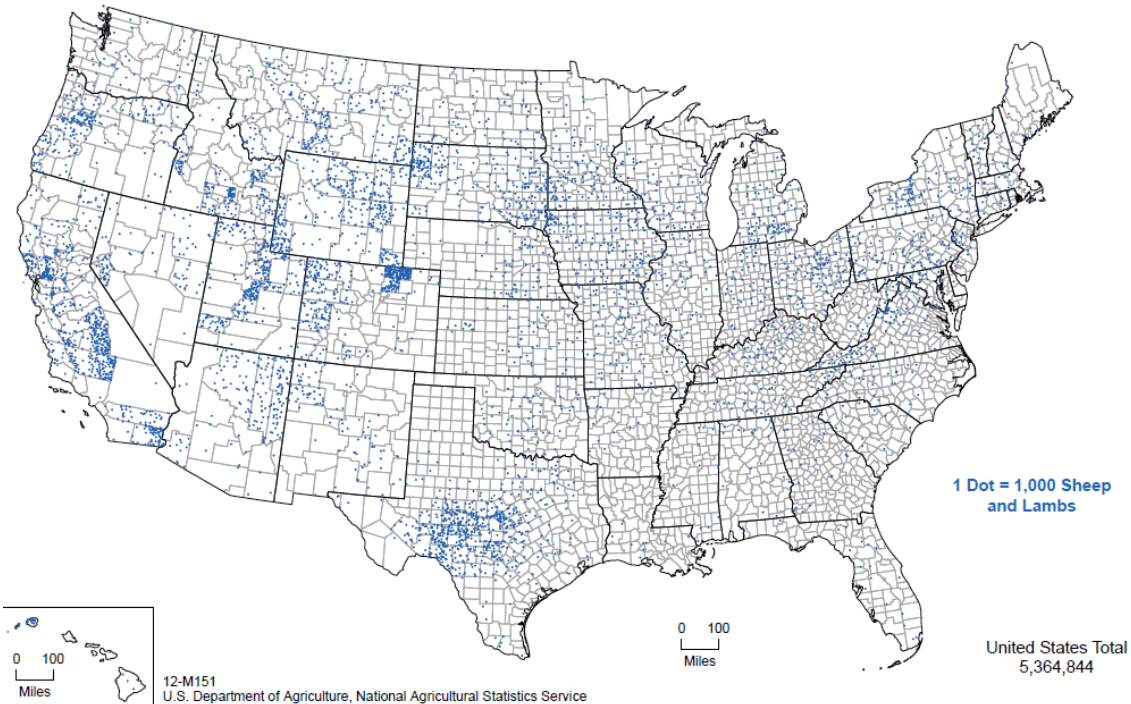 1 Dot = 1,000 Sheep
and Lambs
0 100
Miles
United States Total
5,364,844
0 100
Miles
12-M151
U.S. Department of Agriculture, National Agricultural Statistics Service